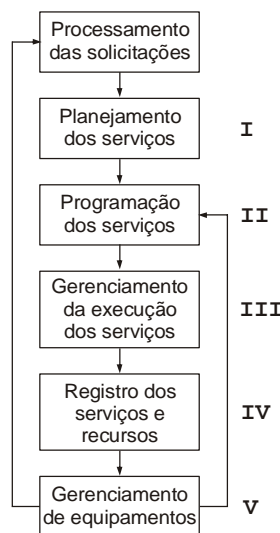 Processamento
das solicitações
Planejamento
dos serviços
I
Programação
dos serviços
II
Gerenciamento
da execução
dos serviços
III
Registro dos
serviços e
recursos
IV
Gerenciamento
de equipamentos
V